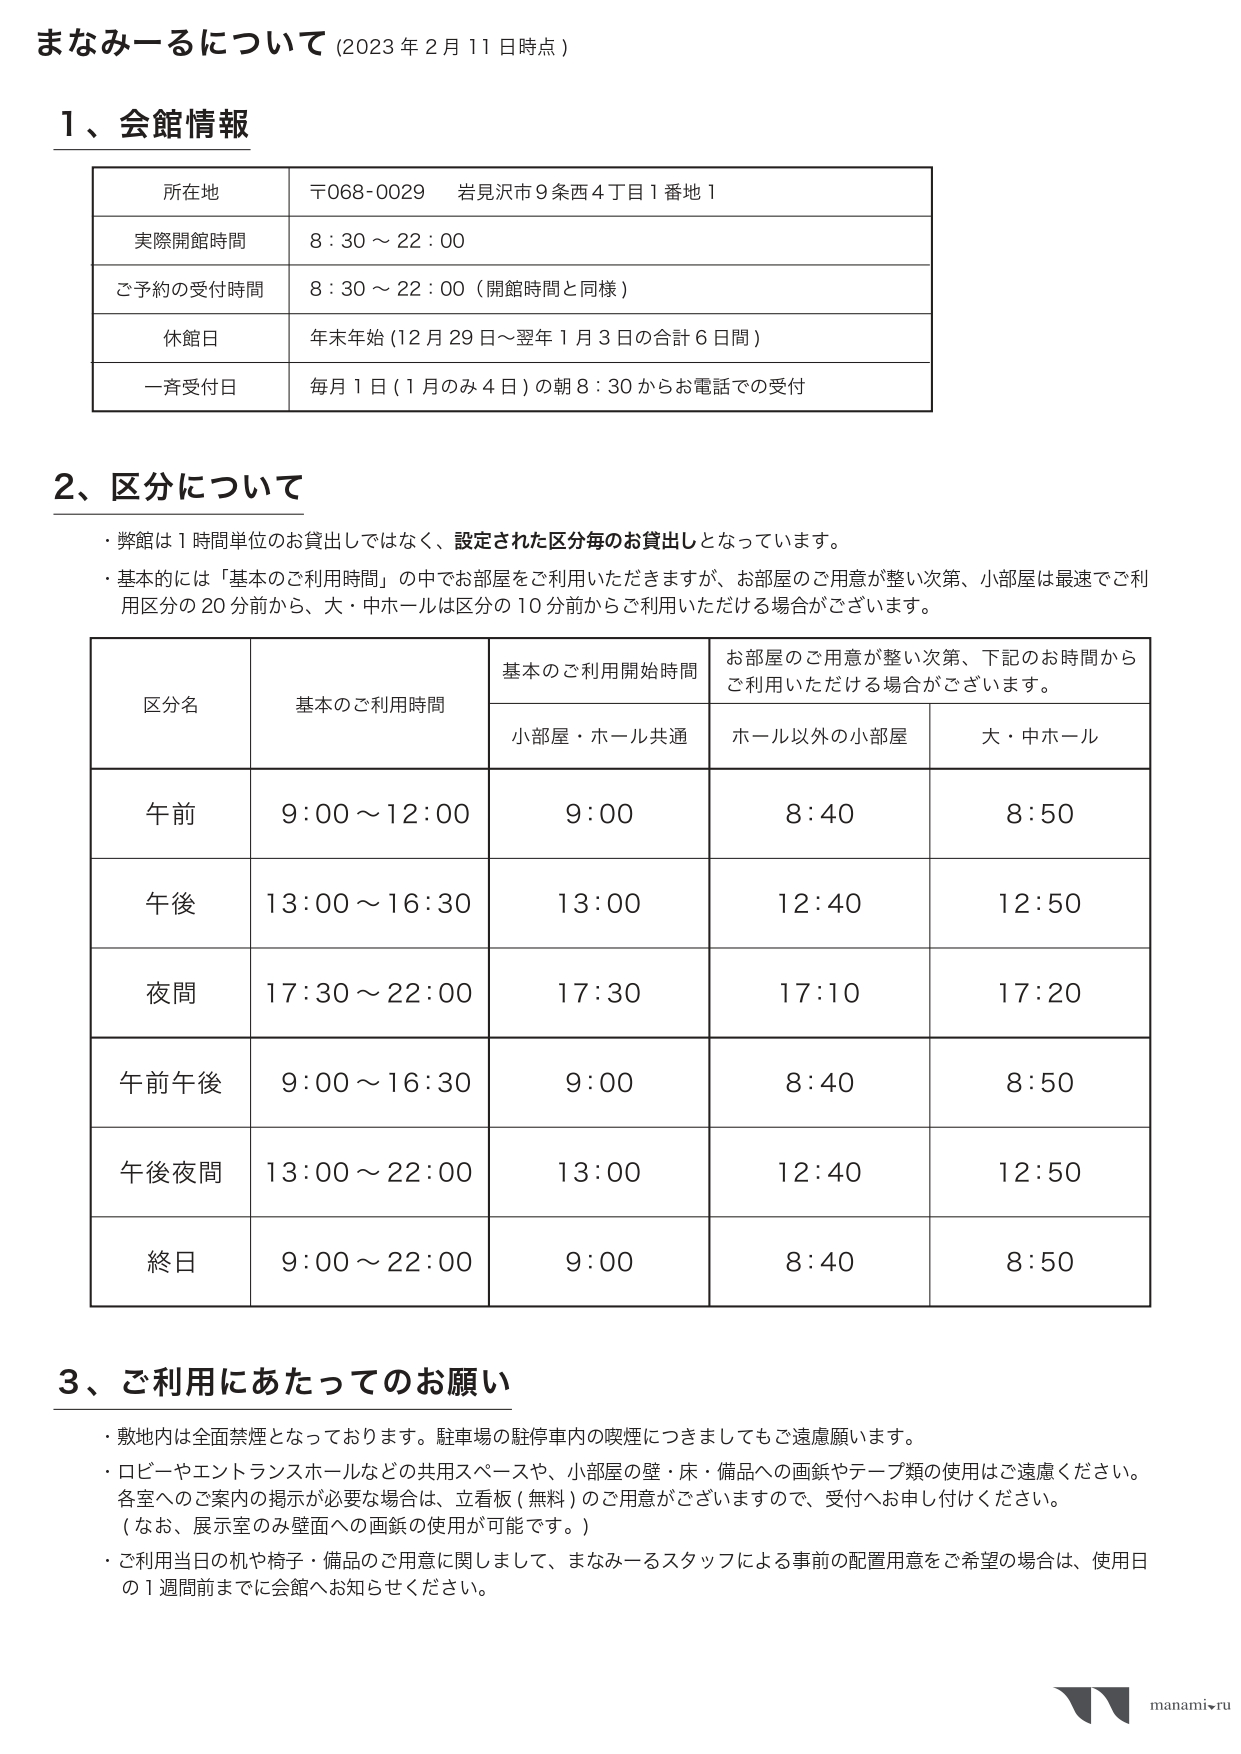 まなみーるについて (2023 年 2 月 11 日時点 )
１、会館情報
所在地 〒068-0029 岩見沢市９条西４丁目１番地１
実際開館時間 8：30 〜 22：00
ご予約の受付時間 8：30 〜 22：00（開館時間と同様 )
休館日 年末年始 (12 月 29 日〜翌年 1 月 3 日の合計 6 日間 )
一斉受付日 毎月 1 日 ( 1 月のみ 4 日 ) の朝 8：30 からお電話での受付
2、区分について
・弊館は 1 時間単位のお貸出しではなく、設定された区分毎のお貸出しとなっています。
・基本的には「基本のご利用時間」の中でお部屋をご利用いただきますが、お部屋のご用意が整い次第、小部屋は最速でご利
用区分の 20 分前から、大・中ホールは区分の 10 分前からご利用いただける場合がございます。
区分名 基本のご利用時間 基本のご利用開始時間 お部屋のご用意が整い次第、下記のお時間から
ご利用いただける場合がございます。
小部屋・ホール共通 ホール以外の小部屋 大・中ホール
午前 9：00 〜 12：00 9：00 8：40 8：50
午後 13：00 〜 16：30 13：00 12：40 12：50
夜間 17：30 〜 22：00 17：30 17：10 17：20
午前午後 9：00 〜 16：30 9：00 8：40 8：50
午後夜間 13：00 〜 22：00 13：00 12：40 12：50
終日 9：00 〜 22：00 9：00 8：40 8：50
３、ご利用にあたってのお願い
・敷地内は全面禁煙となっております。駐車場の駐停車内の喫煙につきましてもご遠慮願います。
・ロビーやエントランスホールなどの共用スペースや、小部屋の壁・床・備品への画鋲やテープ類の使用はご遠慮ください。
各室へのご案内の掲示が必要な場合は、立看板 ( 無料 ) のご用意がございますので、受付へお申し付けください。
( なお、展示室のみ壁面への画鋲の使用が可能です。)
・ご利用当日の机や椅子・備品のご用意に関しまして、まなみーるスタッフによる事前の配置用意をご希望の場合は、使用日
の 1 週間前までに会館へお知らせください。
manami-ru